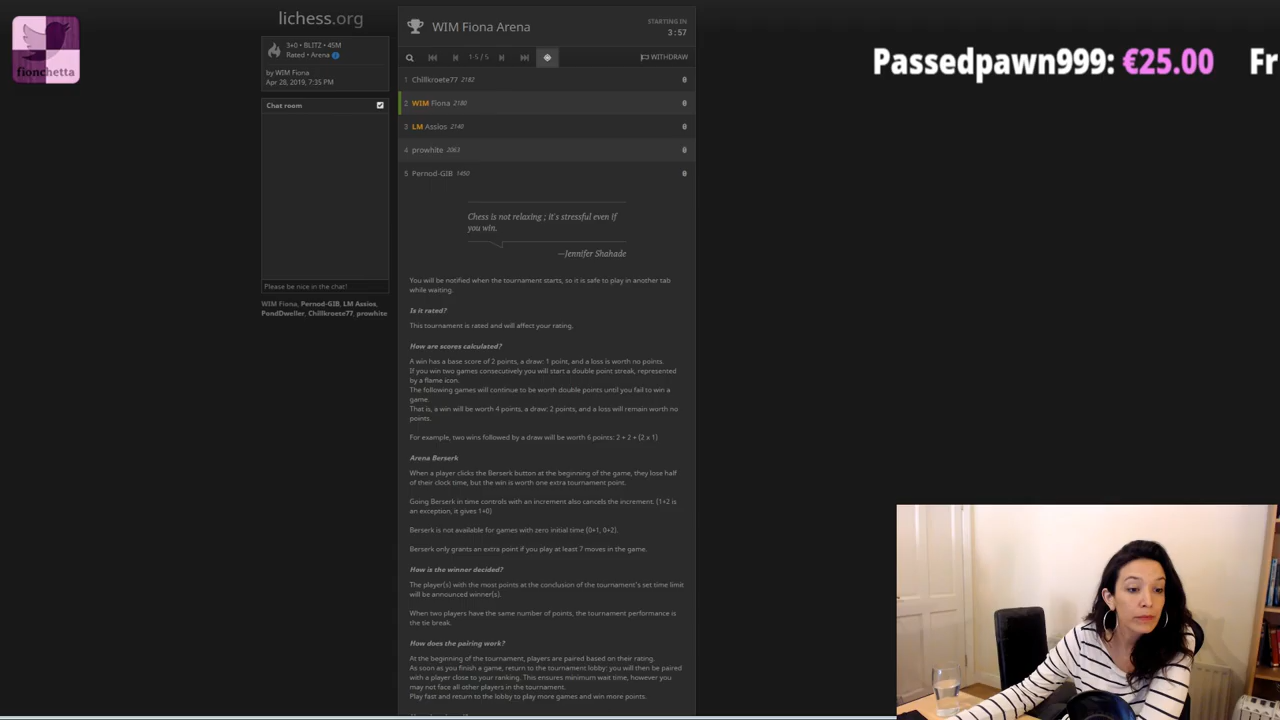 fionchetta
lichess.org
3+0 • BLITZ • 45M
Rated • Arena
by WIM Fiona
Apr 28, 2019, 7:35 PM
Chat room
Please be nice in the chat!
WIM Fiona, Pernod-GIB, LM Assios,
PondDweller, Chillkroete77, prowhite
WIM Fiona Arena
STARTING IN
3:57
1-5 / 5
WITHDRAW
1 Chillkroete77 2182 0
2 WIM Fiona 2180 0
3 LM Assios 2140 0
4 prowhite 2063 0
5 Pernod-GIB 1450 0
Chess is not relaxing ; it's stressful even if
you win.
—Jennifer Shahade
You will be notified when the tournament starts, so it is safe to play in another tab
while waiting.
Is it rated?
This tournament is rated and will affect your rating.
How are scores calculated?
A win has a base score of 2 points, a draw: 1 point, and a loss is worth no points.
If you win two games consecutively you will start a double point streak, represented
by a flame icon.
The following games will continue to be worth double points until you fail to win a
game.
That is, a win will be worth 4 points, a draw: 2 points, and a loss will remain worth no
points.
For example, two wins followed by a draw will be worth 6 points: 2 + 2 + (2 x 1)
Arena Berserk
When a player clicks the Berserk button at the beginning of the game, they lose half
of their clock time, but the win is worth one extra tournament point.
Going Berserk in time controls with an increment also cancels the increment. (1+2 is
an exception, it gives 1+0)
Berserk is not available for games with zero initial time (0+1, 0+2).
Berserk only grants an extra point if you play at least 7 moves in the game.
How is the winner decided?
The player(s) with the most points at the conclusion of the tournament's set time limit
will be announced winner(s).
When two players have the same number of points, the tournament performance is
the tie break.
How does the pairing work?
At the beginning of the tournament, players are paired based on their rating.
As soon as you finish a game, return to the tournament lobby: you will then be paired
with a player close to your ranking. This ensures minimum wait time, however you
may not face all other players in the tournament.
Play fast and return to the lobby to play more games and win more points.
Passedpawn999: €25.00 Fr